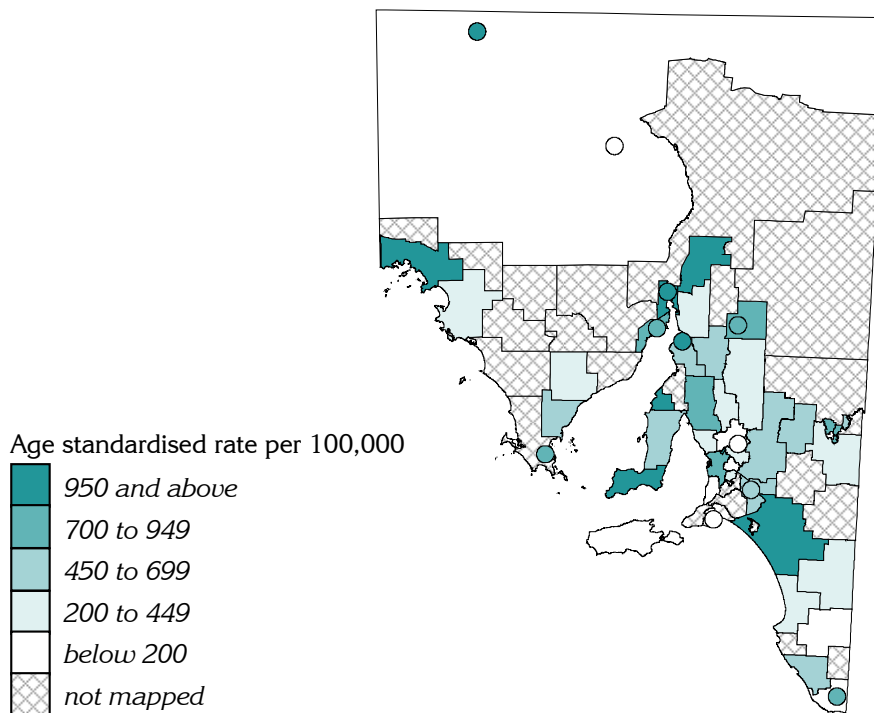 Age standardised rate per 100,000
950 and above
700 to 949
450 to 699
200 to 449
below 200
not mapped